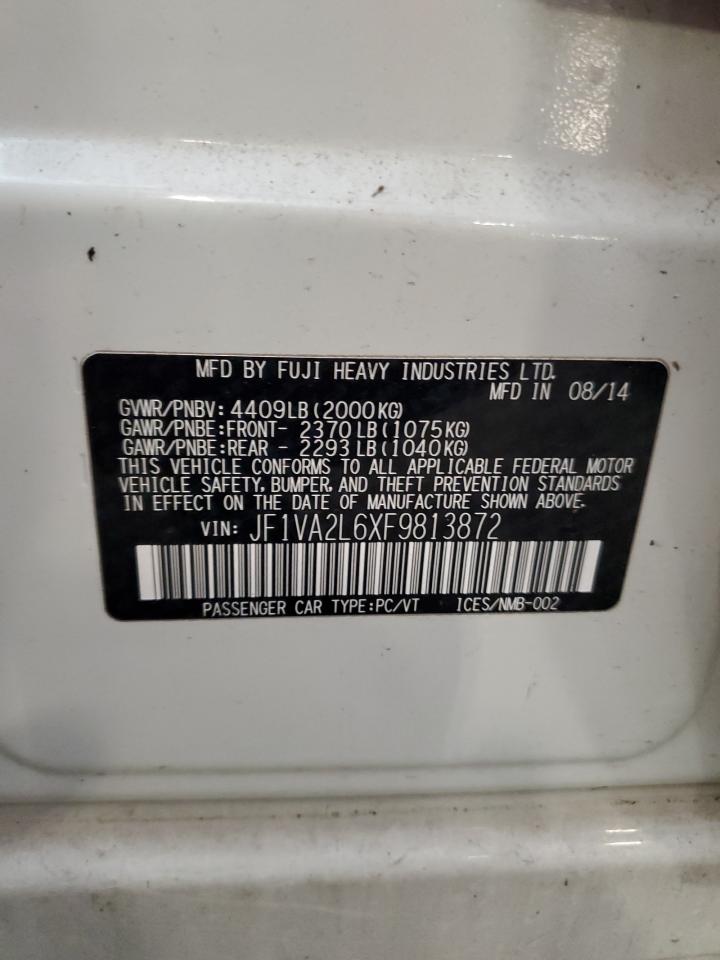 MFD BY FUJI HEAVY INDUSTRIES LTD.
MFD IN 08/14
GVWR/PNBV: 4409LB(2000KG)
GAWR/PNBE:FRONT- 2370LB(1075KG)
GAWR/PNBE:REAR - 2293LB(1040KG)
THIS VEHICLE CONFORMS TO ALL APPLICABLE FEDERAL MOTOR
VEHICLE SAFETY, BUMPER, AND THEFT PREVENTION STANDARDS
IN EFFECT ON THE DATE OF MANUFACTURE SHOWN ABOVE.
VIN: JF1VA2L6XF9813872
PASSENGER CAR TYPE:PC/VT ICES/NMB-002